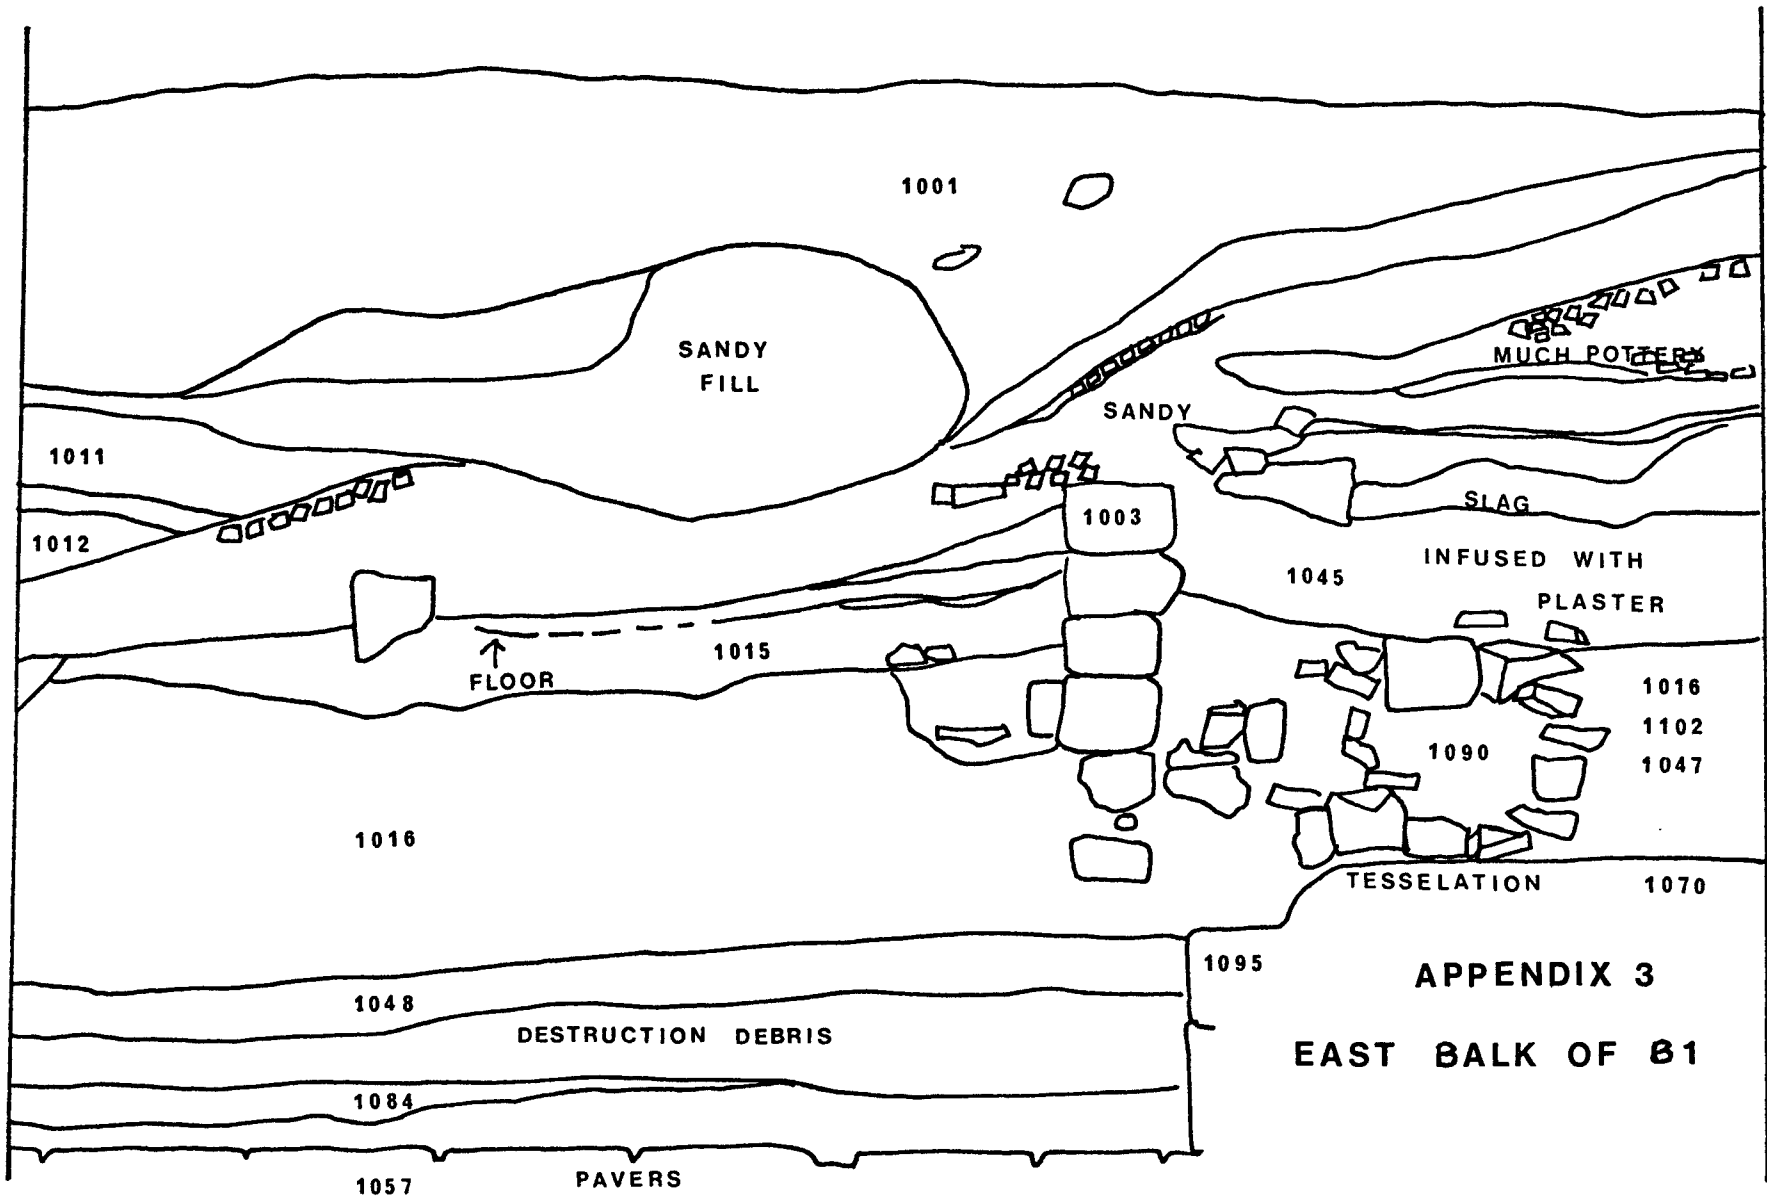 1001
SANDY
FILL
MUCH POTTERY
SANDY
1011
SLAG
1003
1012
INFUSED WITH
1045
PLASTER
1015
FLOOR
1016
1102
1090
1047
1016
TESSELATION
1070
1095
APPENDIX 3
1048
DESTRUCTION DEBRIS
EAST BALK OF B1
1084
PAVERS
1057